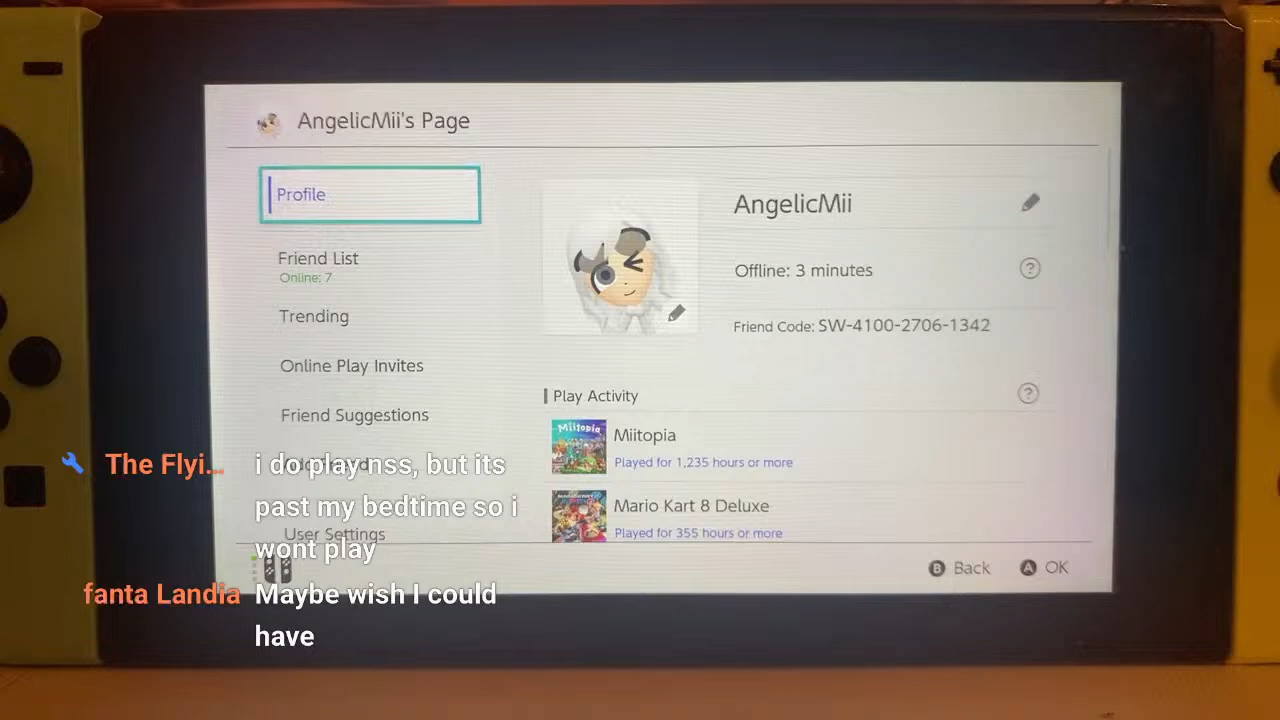 AngelicMii's Page
Profile
Friend List
Online: 7
Trending
Online Play Invites
Friend Suggestions
User Settings
AngelicMii
Offline: 3 minutes
Friend Code: SW-4100-2706-1342
Play Activity
Miitopia
Miitopia
Played for 1,235 hours or more
Mario Kart 8 Deluxe
Played for 355 hours or more
B Back
A OK
The Flyi... i do play nss, but its
past my bedtime so i
wont play
fanta Landia Maybe wish I could
have